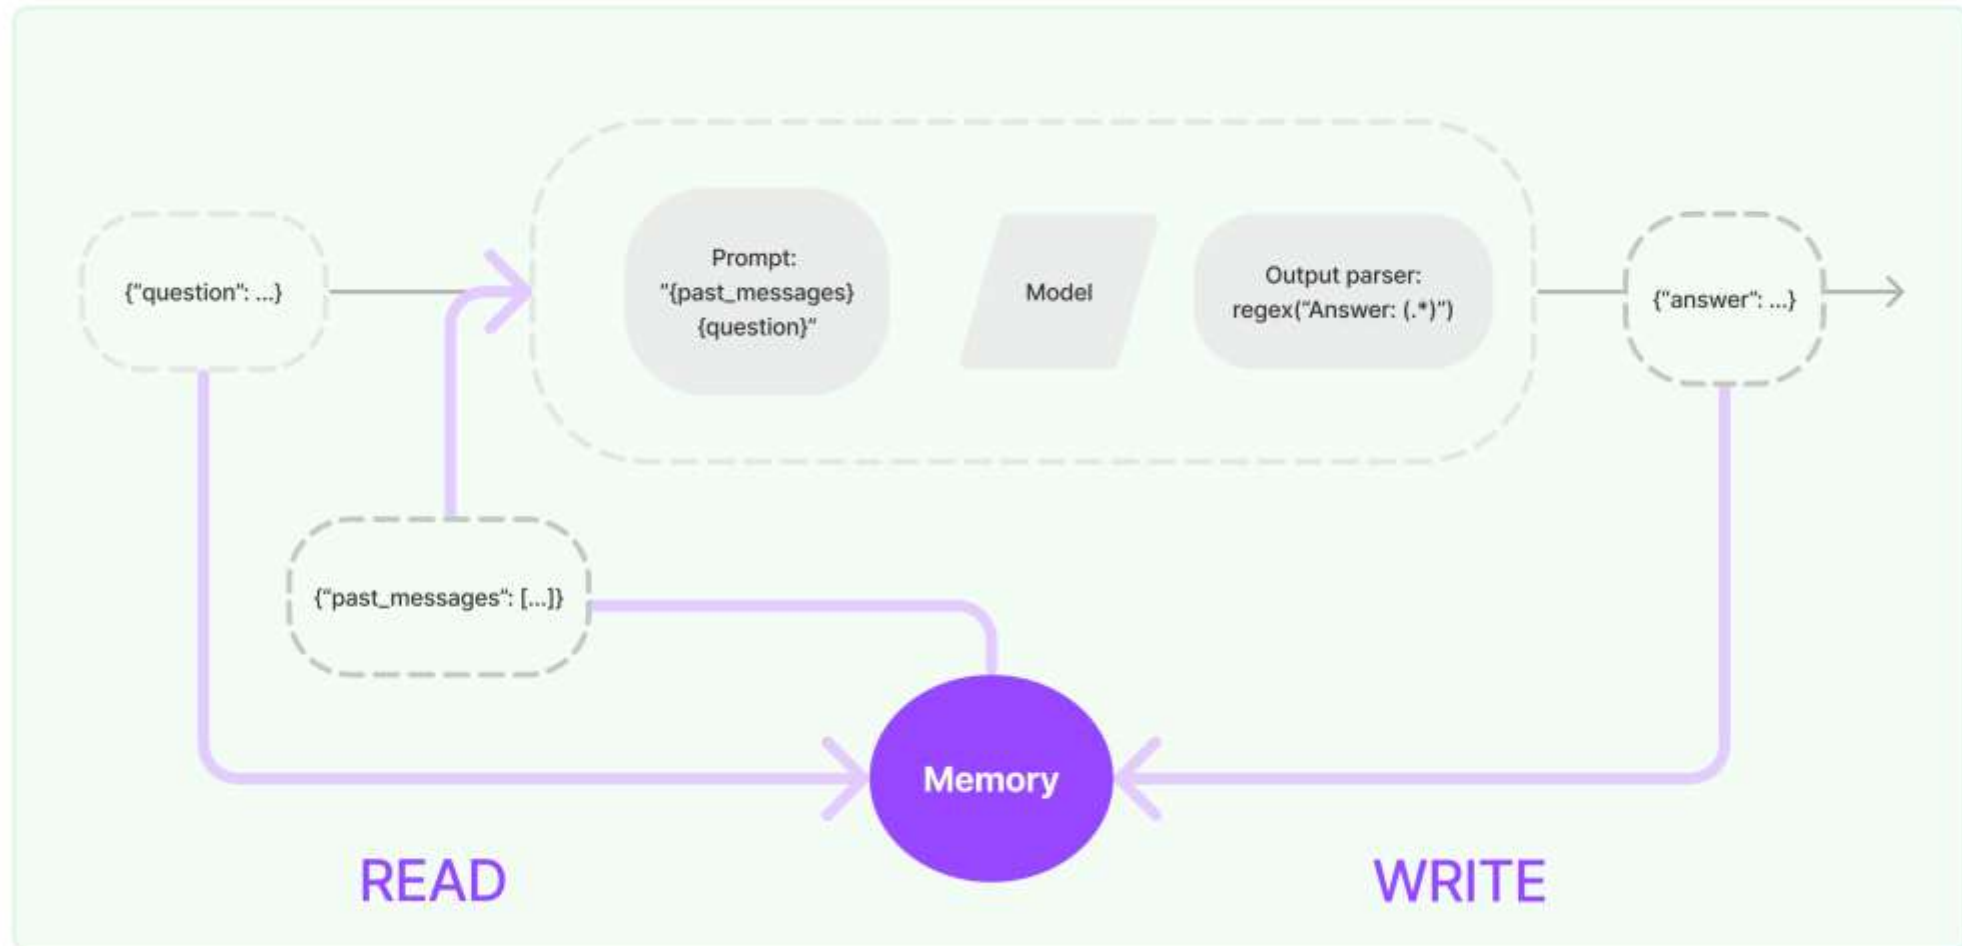 {“question”: ...}
Prompt:
“{past_messages}
{question}”
Model
Output parser:
regex(“Answer: (.*)”)
{“answer”: ...}
{“past_messages”: [...]}
Memory
READ
WRITE